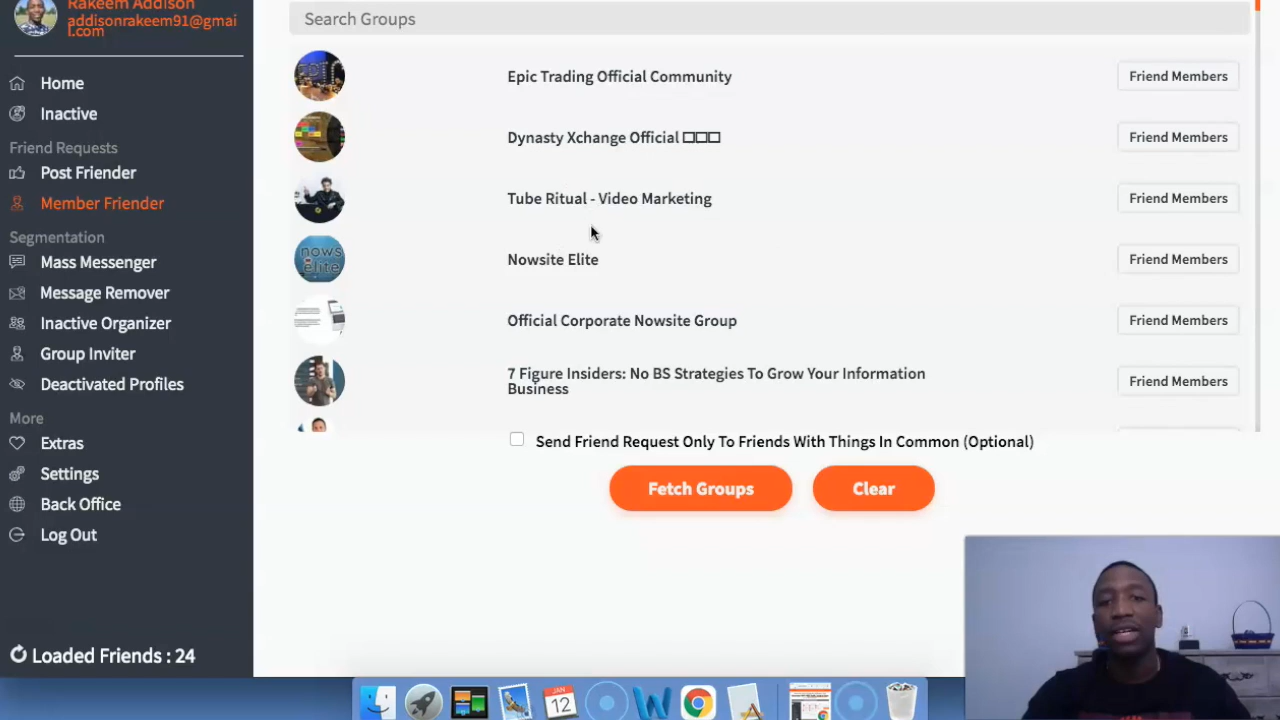 Rakeem Addison
addisonrakeem91@gmai
l.com
Home
Inactive
Friend Requests
Post Friender
Member Friender
Segmentation
Mass Messenger
Message Remover
Inactive Organizer
Group Inviter
Deactivated Profiles
More
Extras
Settings
Back Office
Log Out
Loaded Friends : 24
Search Groups
Epic Trading Official Community
Friend Members
Dynasty Xchange Official □□□
Friend Members
Tube Ritual - Video Marketing
Friend Members
nows
elite
Nowsite Elite
Friend Members
Official Corporate Nowsite Group
Friend Members
7 Figure Insiders: No BS Strategies To Grow Your Information
Business
Friend Members
Send Friend Request Only To Friends With Things In Common (Optional)
Fetch Groups
Clear
JAN
12